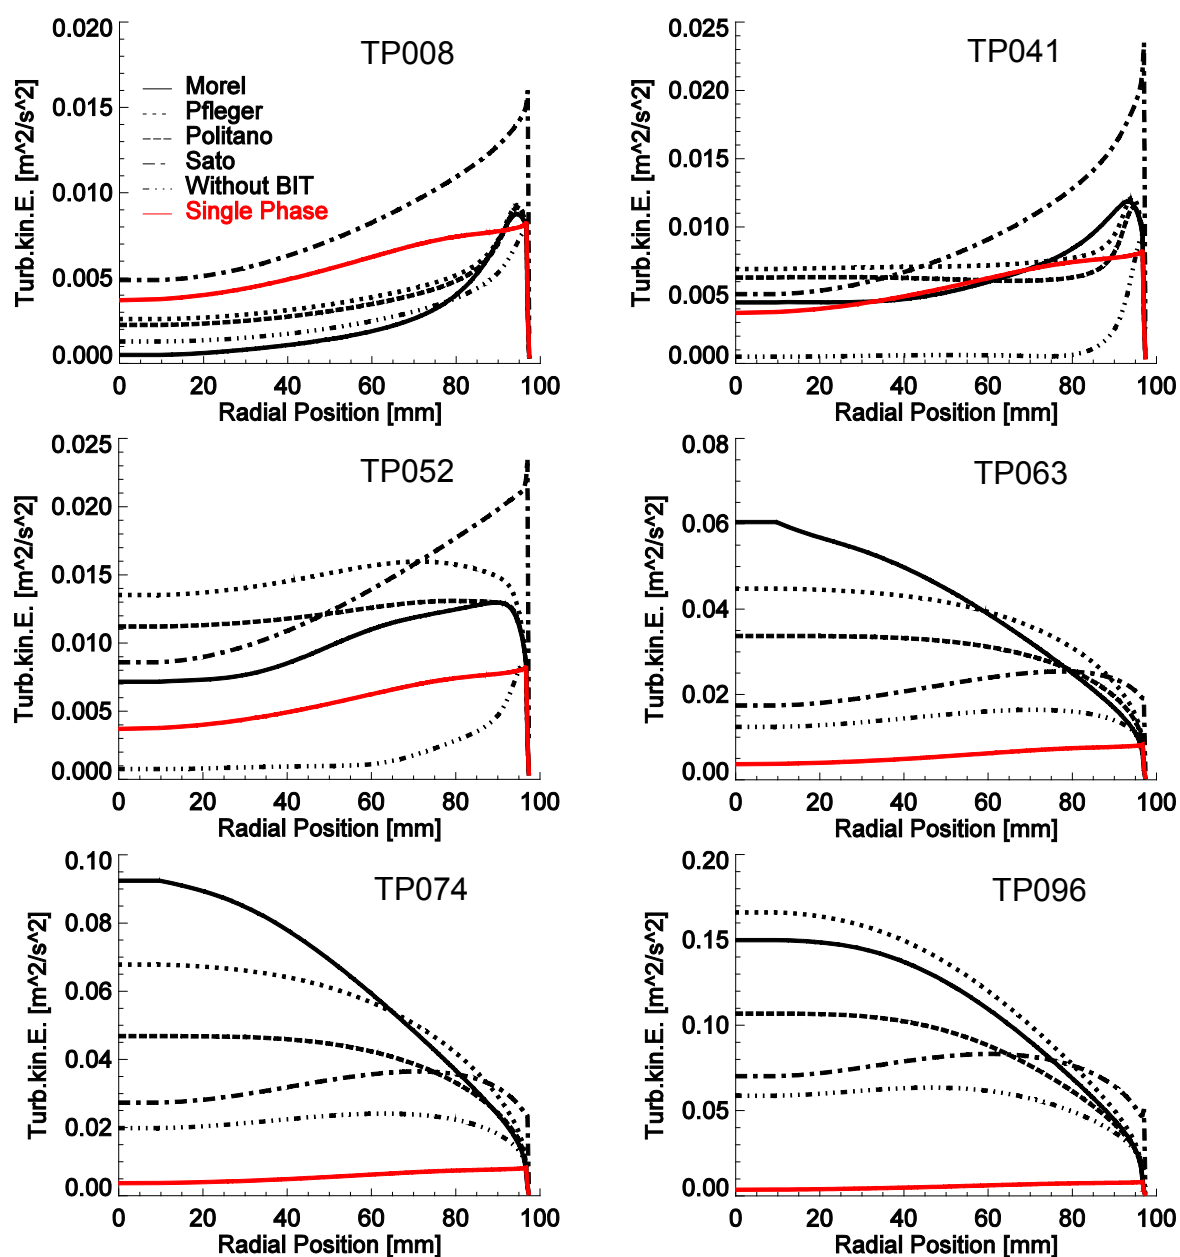 TP008
Turb.kin.E. [m^2/s^2]
0.020
0.015
0.010
0.005
0.000
Morel
Pfleger
Politano
Sato
Without BIT
Single Phase
0 20 40 60 80 100
Radial Position [mm]
TP041
Turb.kin.E. [m^2/s^2]
0.025
0.020
0.015
0.010
0.005
0.000
0 20 40 60 80 100
Radial Position [mm]
TP052
Turb.kin.E. [m^2/s^2]
0.025
0.020
0.015
0.010
0.005
0.000
0 20 40 60 80 100
Radial Position [mm]
TP063
Turb.kin.E. [m^2/s^2]
0.08
0.06
0.04
0.02
0.00
0 20 40 60 80 100
Radial Position [mm]
TP074
Turb.kin.E. [m^2/s^2]
0.10
0.08
0.06
0.04
0.02
0.00
0 20 40 60 80 100
Radial Position [mm]
TP096
Turb.kin.E. [m^2/s^2]
0.20
0.15
0.10
0.05
0.00
0 20 40 60 80 100
Radial Position [mm]